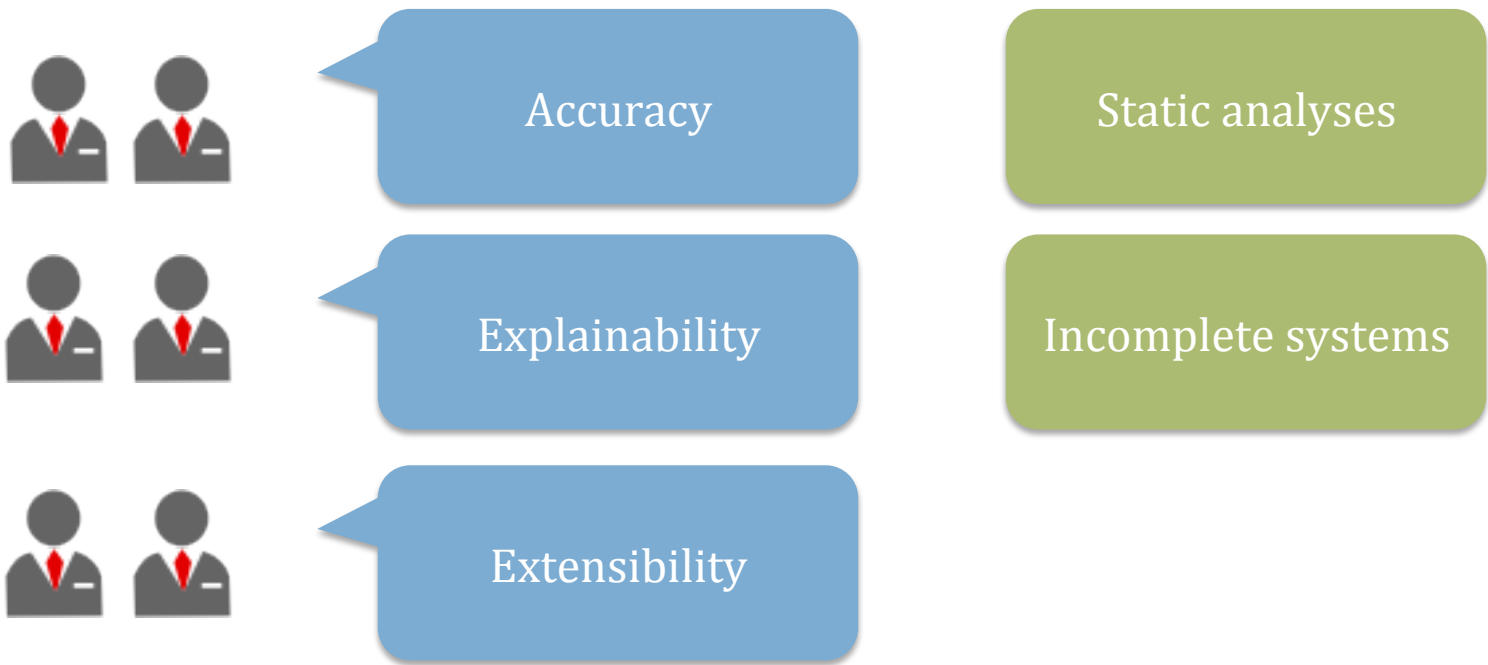 Accuracy
Static analyses
Explainability
Incomplete systems
Extensibility